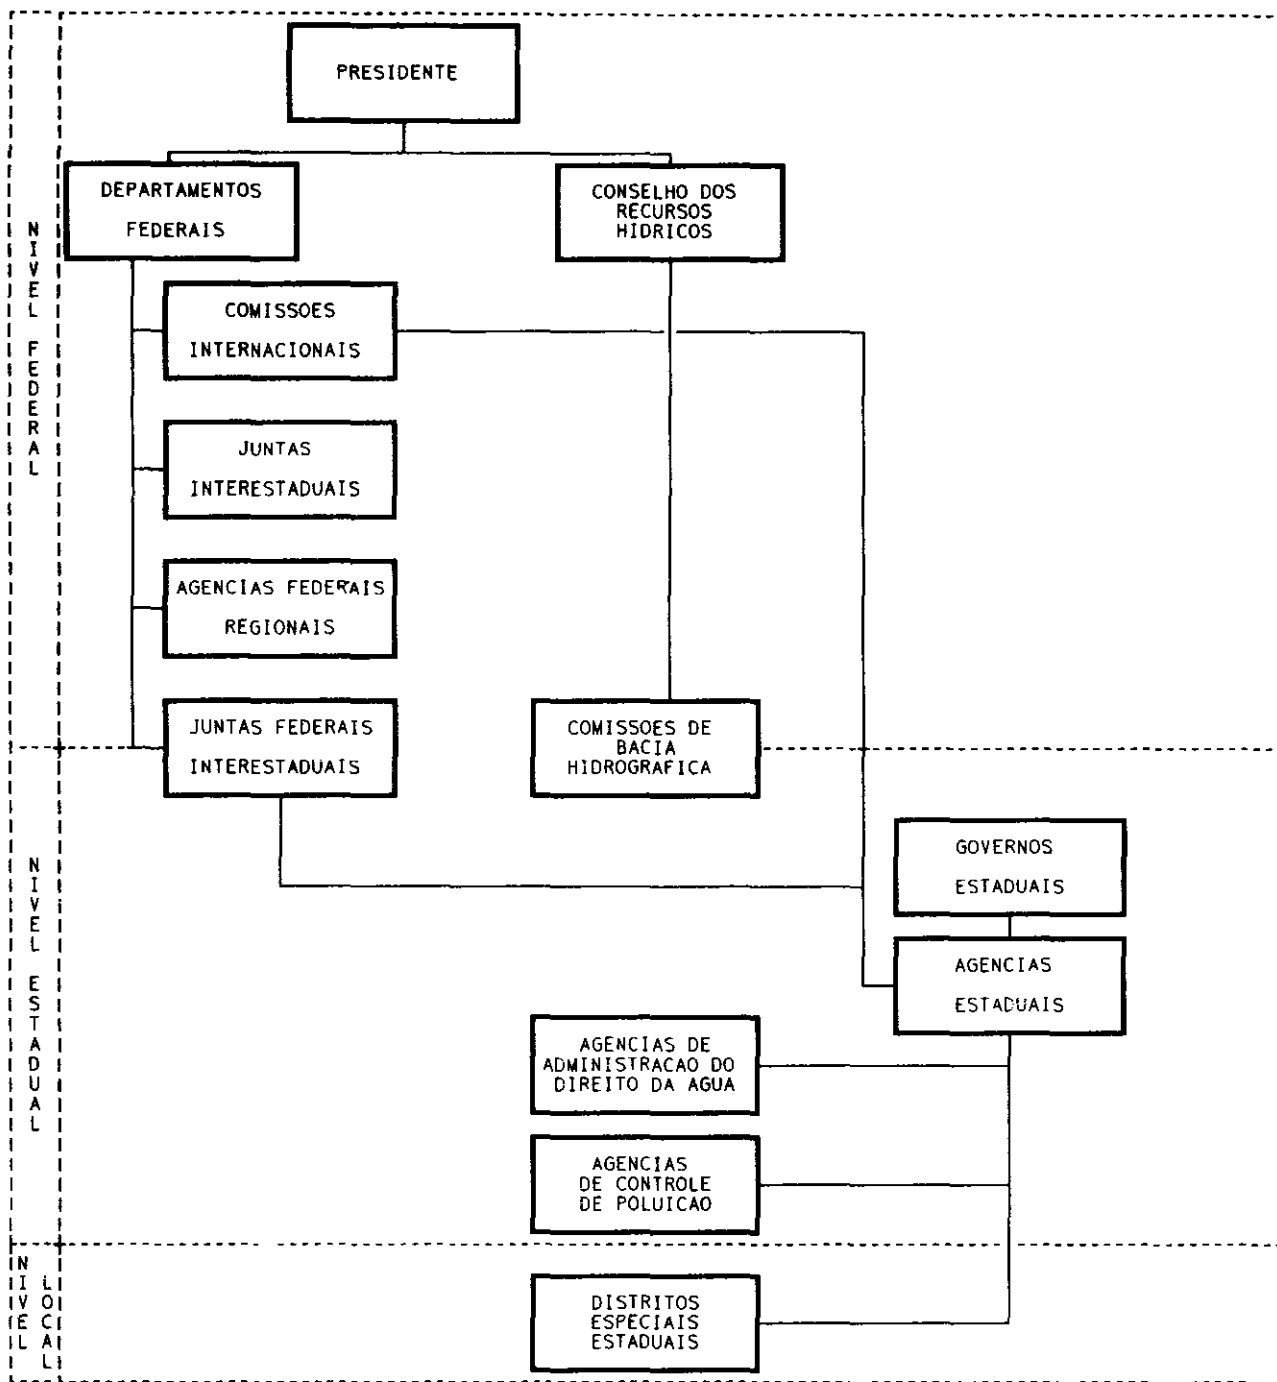 PRESIDENTE
DEPARTAMENTOS
FEDERAIS
CONSELHO DOS
RECURSOS
HIDRICOS
NIVEL FEDERAL
COMISSOES
INTERNACIONAIS
JUNTAS
INTERESTADUAIS
AGENCIAS FEDERAIS
REGIONAIS
JUNTAS FEDERAIS
INTERESTADUAIS
COMISSOES DE
BACIA
HIDROGRAFICA
NIVEL ESTADUAL
GOVERNOS
ESTADUAIS
AGENCIAS
ESTADUAIS
AGENCIAS DE
ADMINISTRACAO DO
DIREITO DA AGUA
AGENCIAS
DE CONTROLE
DE POLUICAO
NIVEL LOCAL
DISTRITOS
ESPECIAIS
ESTADUAIS